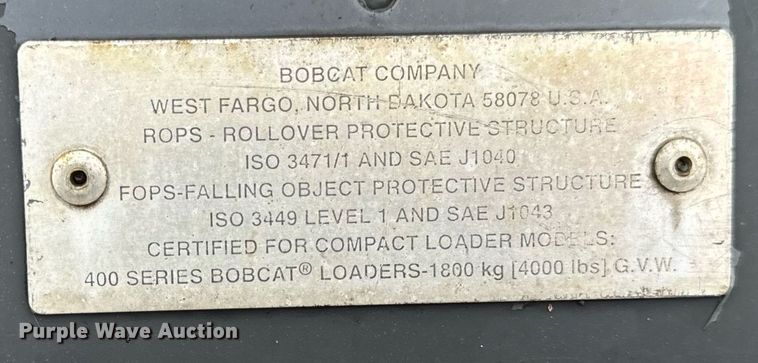 BOBCAT COMPANY
WEST FARGO, NORTH DAKOTA 58078 U.S.A.
ROPS - ROLLOVER PROTECTIVE STRUCTURE
ISO 3471/1 AND SAE J1040
FOPS-FALLING OBJECT PROTECTIVE STRUCTURE
ISO 3449 LEVEL 1 AND SAE J1043
CERTIFIED FOR COMPACT LOADER MODELS:
400 SERIES BOBCAT® LOADERS-1800 kg [4000 lbs] G.V.W.
Purple Wave Auction